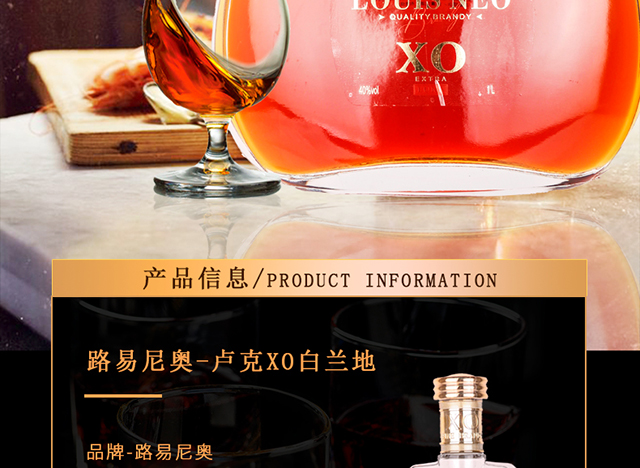 LOUIS NEO
QUALITY BRANDY
XO
EXTRA
40%vol 1L
产品信息/PRODUCT INFORMATION
路易尼奥-卢克XO白兰地
品牌-路易尼奥
XO